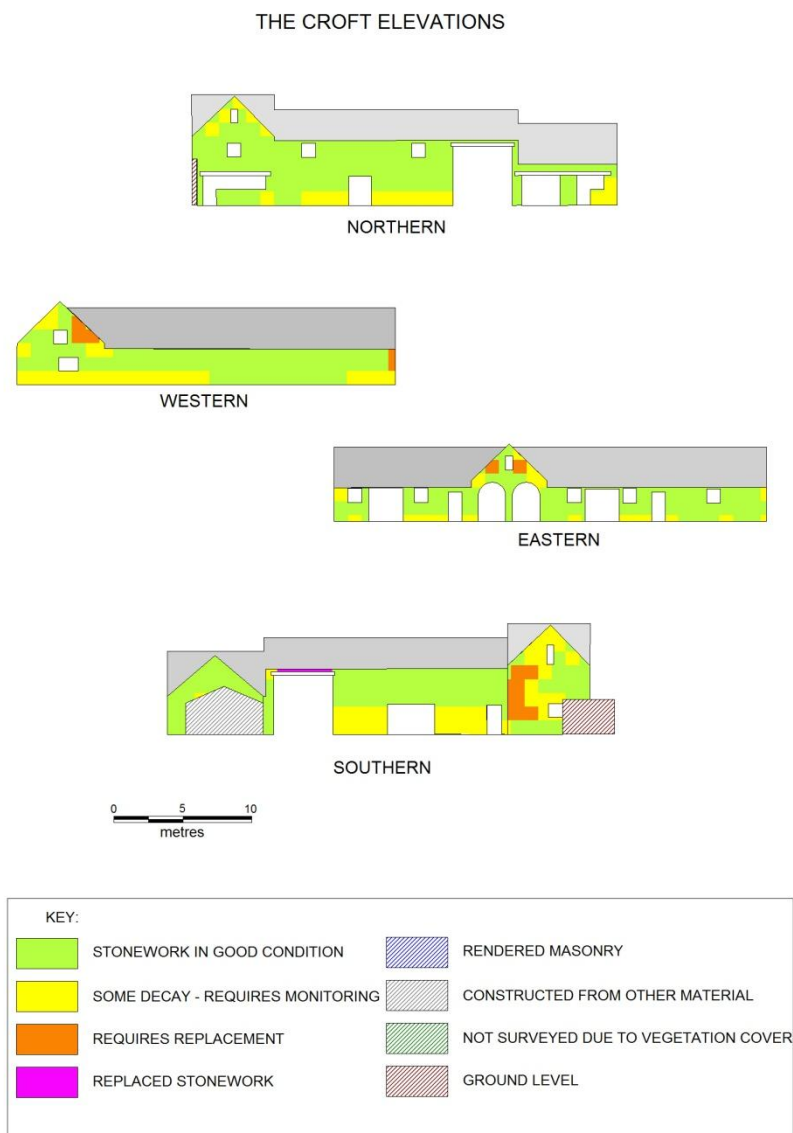 THE CROFT ELEVATIONS
NORTHERN
WESTERN
EASTERN
SOUTHERN
0 5 10
metres
KEY:
STONEWORK IN GOOD CONDITION
SOME DECAY - REQUIRES MONITORING
REQUIRES REPLACEMENT
REPLACED STONEWORK
RENDERED MASONRY
CONSTRUCTED FROM OTHER MATERIAL
NOT SURVEYED DUE TO VEGETATION COVER
GROUND LEVEL